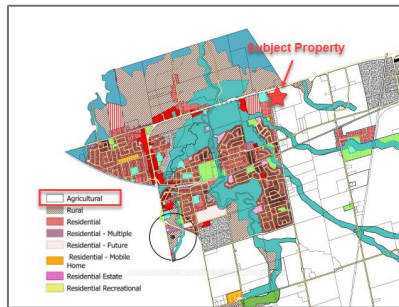 Subject Property
Agricultural
Rural
Residential
Residential - Multiple
Residential - Future
Residential - Mobile
Home
Residential Estate
Residential Recreational